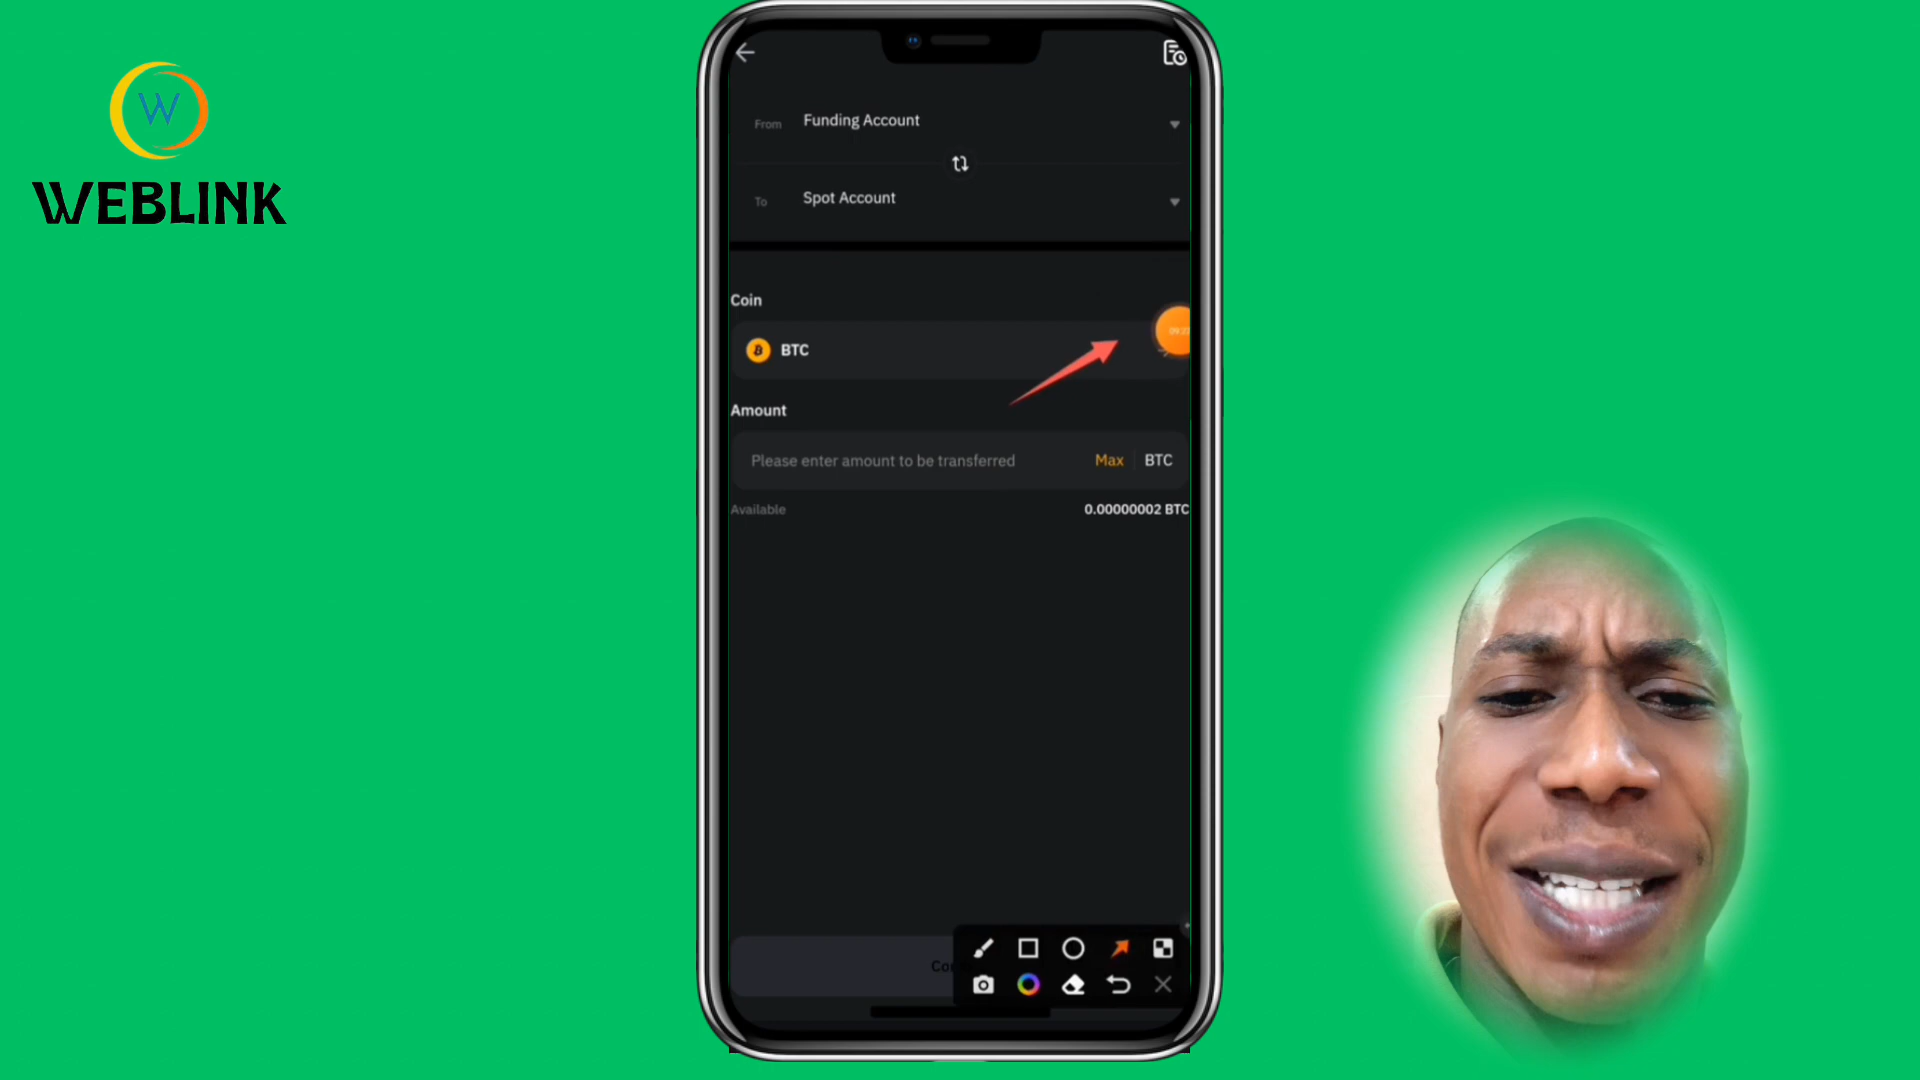 W
WEBLINK
From
Funding Account
To
Spot Account
Coin
BTC
Amount
Please enter amount to be transferred
Max
BTC
Available
0.00000002 BTC